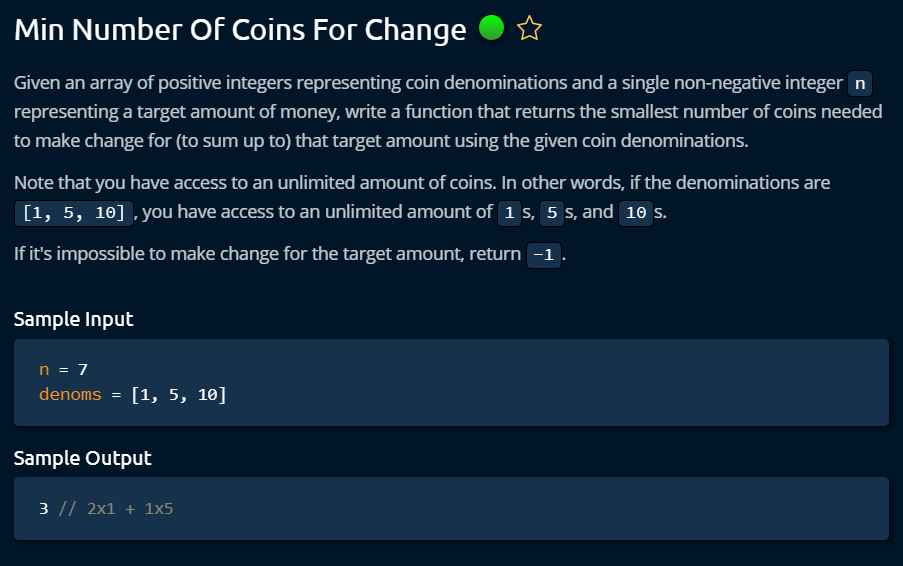 Min Number Of Coins For Change
Given an array of positive integers representing coin denominations and a single non-negative integer n
representing a target amount of money, write a function that returns the smallest number of coins needed
to make change for (to sum up to) that target amount using the given coin denominations.
Note that you have access to an unlimited amount of coins. In other words, if the denominations are
[1, 5, 10], you have access to an unlimited amount of 1s, 5s, and 10s.
If it's impossible to make change for the target amount, return -1.
Sample Input
n = 7
denoms = [1, 5, 10]
Sample Output
3 // 2x1 + 1x5